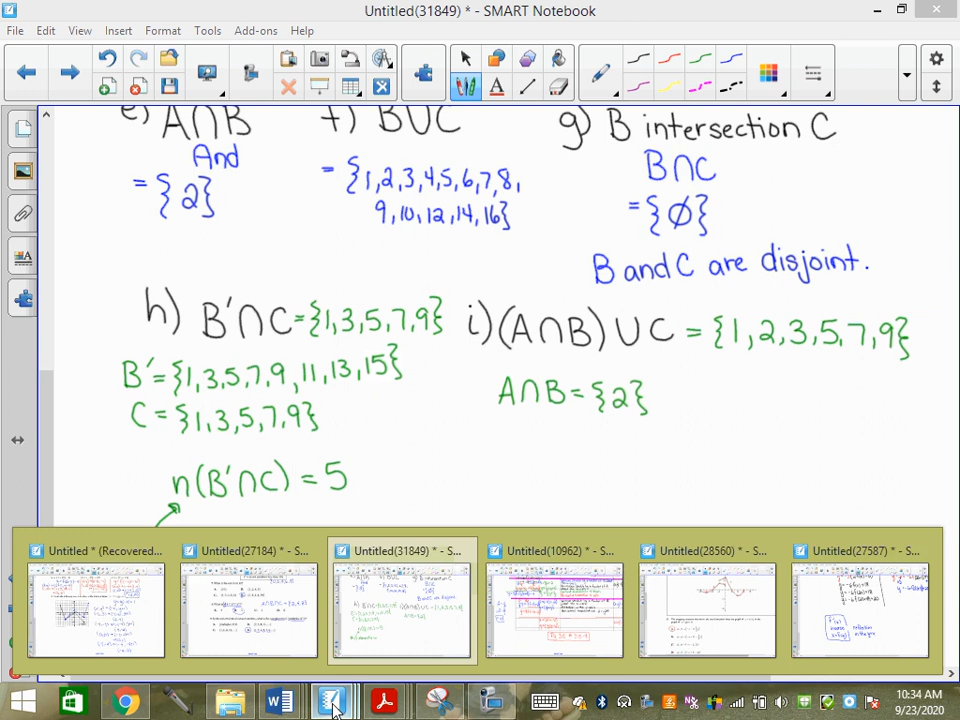 Untitled(31849) * - SMART Notebook
File Edit View Insert Format Tools Add-ons Help
e) A∩B
And
= {2}
f) B∪C
= {1,2,3,4,5,6,7,8,
9,10,12,14,16}
g) B intersection C
B∩C
= {∅}
B and C are disjoint.
h) B′∩C = {1,3,5,7,9}
B′ = {1,3,5,7,9,11,13,15}
C = {1,3,5,7,9}
n(B′∩C) = 5
i) (A∩B) ∪ C = {1,2,3,5,7,9}
A∩B = {2}
Untitled * (Recovered...
Untitled(27184) * - S...
Untitled(31849) * - S...
Untitled(10962) * - S...
Untitled(28560) * - S...
Untitled(27587) * - S...
10:34 AM
9/23/2020